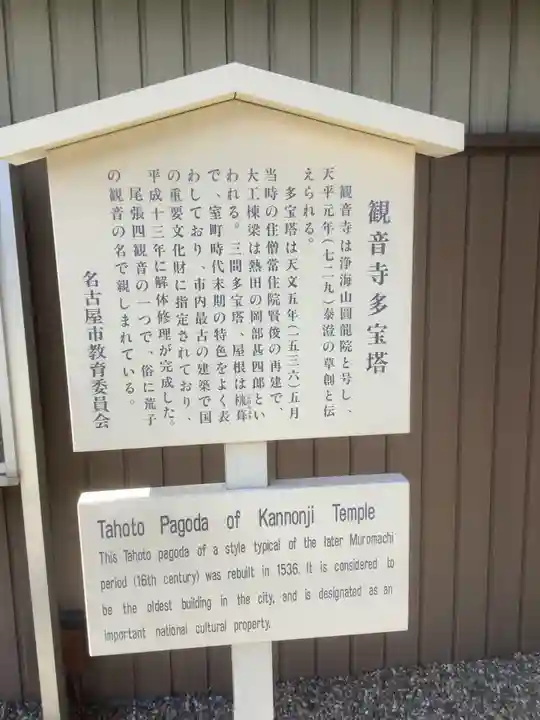 観音寺多宝塔
観音寺は浄海山圓龍院と号し、
天平元年(七二九)泰澄の草創と伝
えられる。
多宝塔は天文五年(一五三六)五月
当時の住僧常住院賢俊の再建で、
大工棟梁は熱田の岡部甚四郎とい
われる。三間多宝塔、屋根は杮葺
で、室町時代末期の特色をよく表
わしており、市内最古の建築で国
の重要文化財に指定されており、
平成十三年に解体修理が完成した。
尾張四観音の一つで、俗に荒子
の観音の名で親しまれている。
名古屋市教育委員会
Tahoto Pagoda of Kannonji Temple
This Tahoto pagoda of a style typical of the later Muromachi
period (16th century) was rebuilt in 1536. It is considered to
be the oldest building in the city, and is designated as an
important national cultural property.